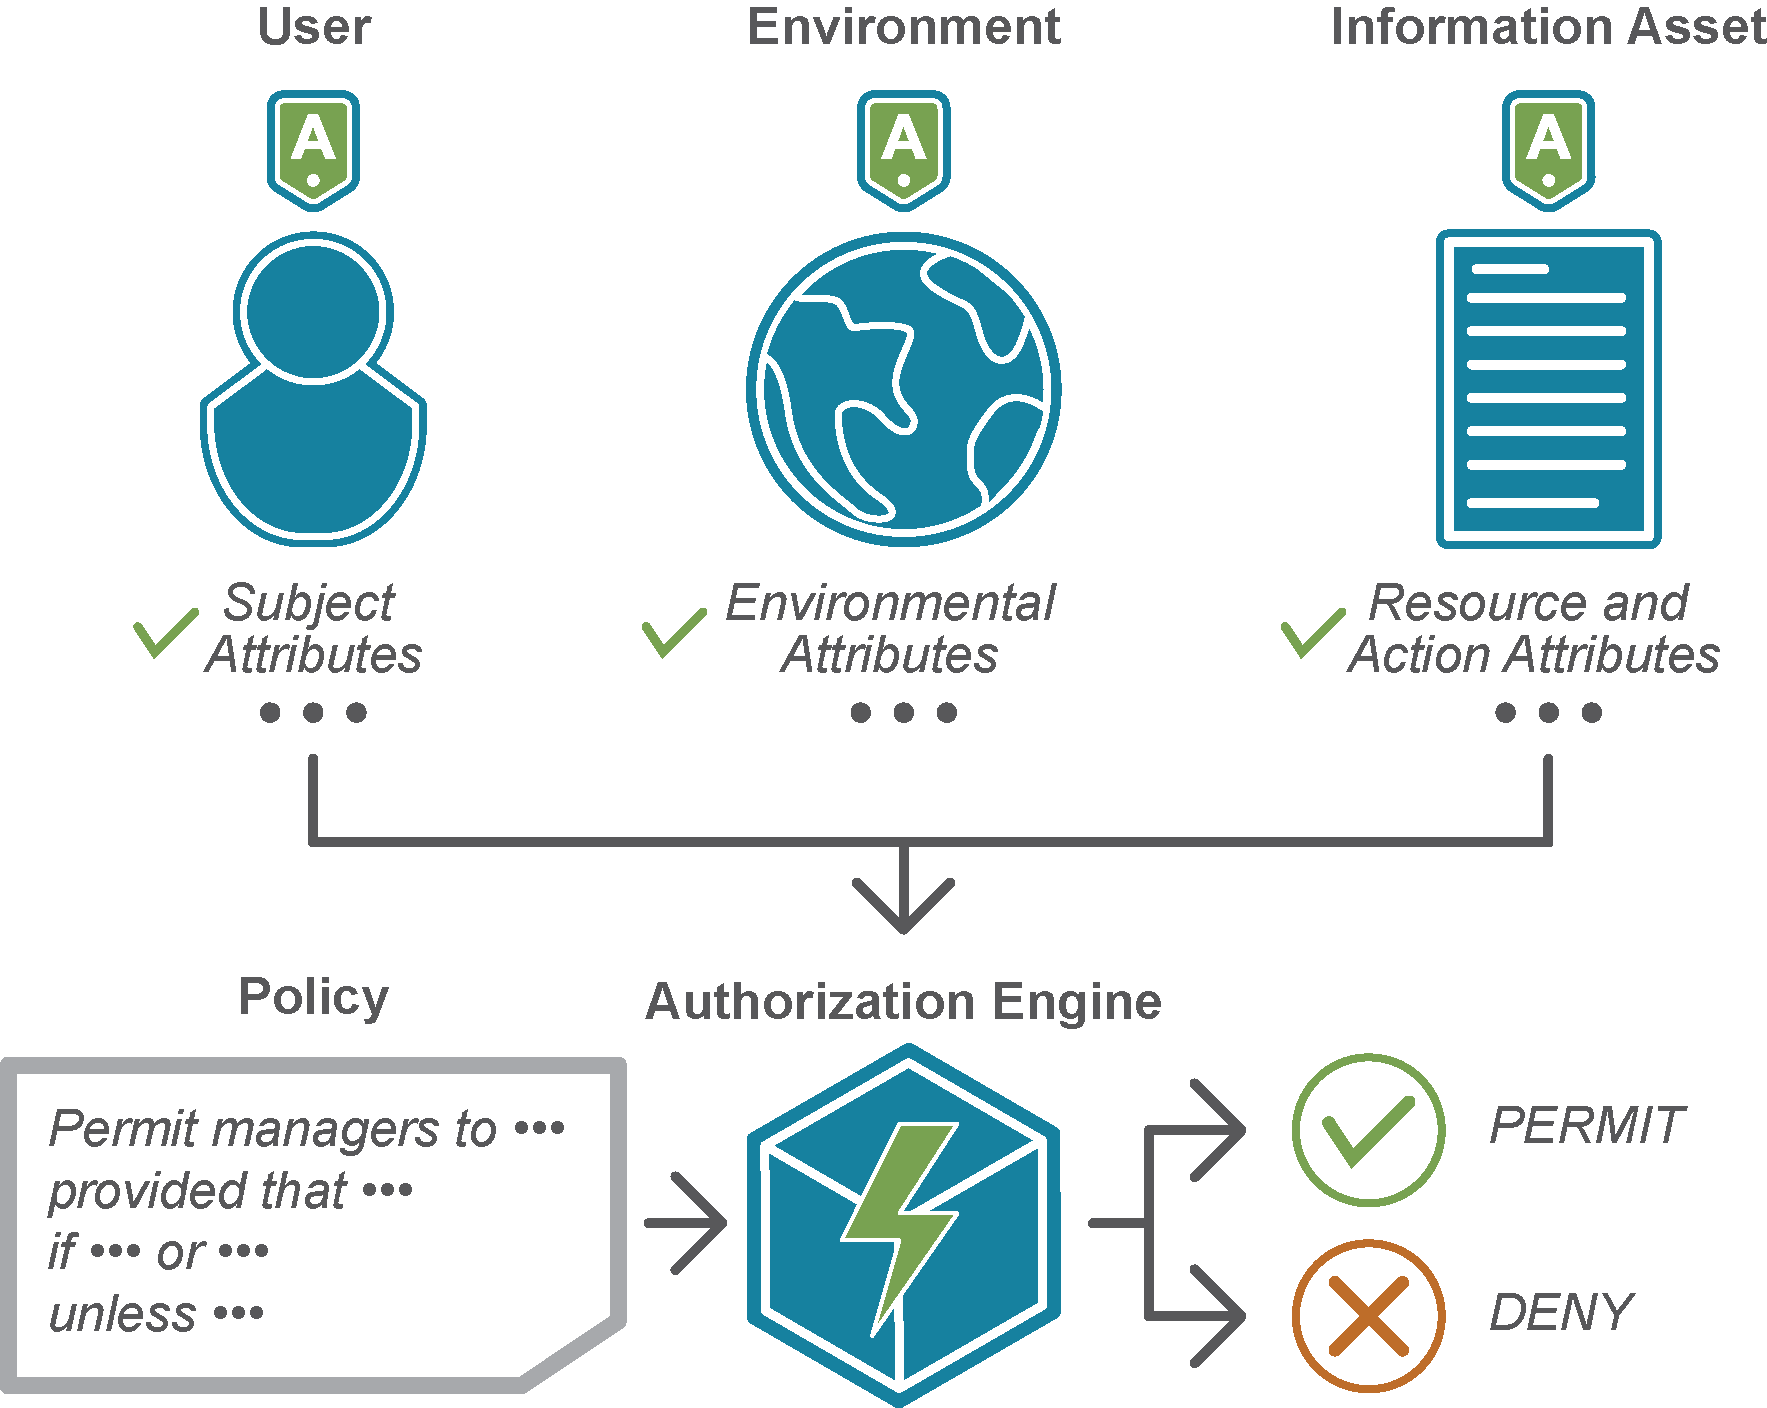 User
Environment
Information Asset
A
A
A
Subject
Attributes
Environmental
Attributes
Resource and
Action Attributes
•••
•••
•••
Policy
Authorization Engine
Permit managers to •••
provided that •••
if ••• or •••
unless •••
PERMIT
DENY